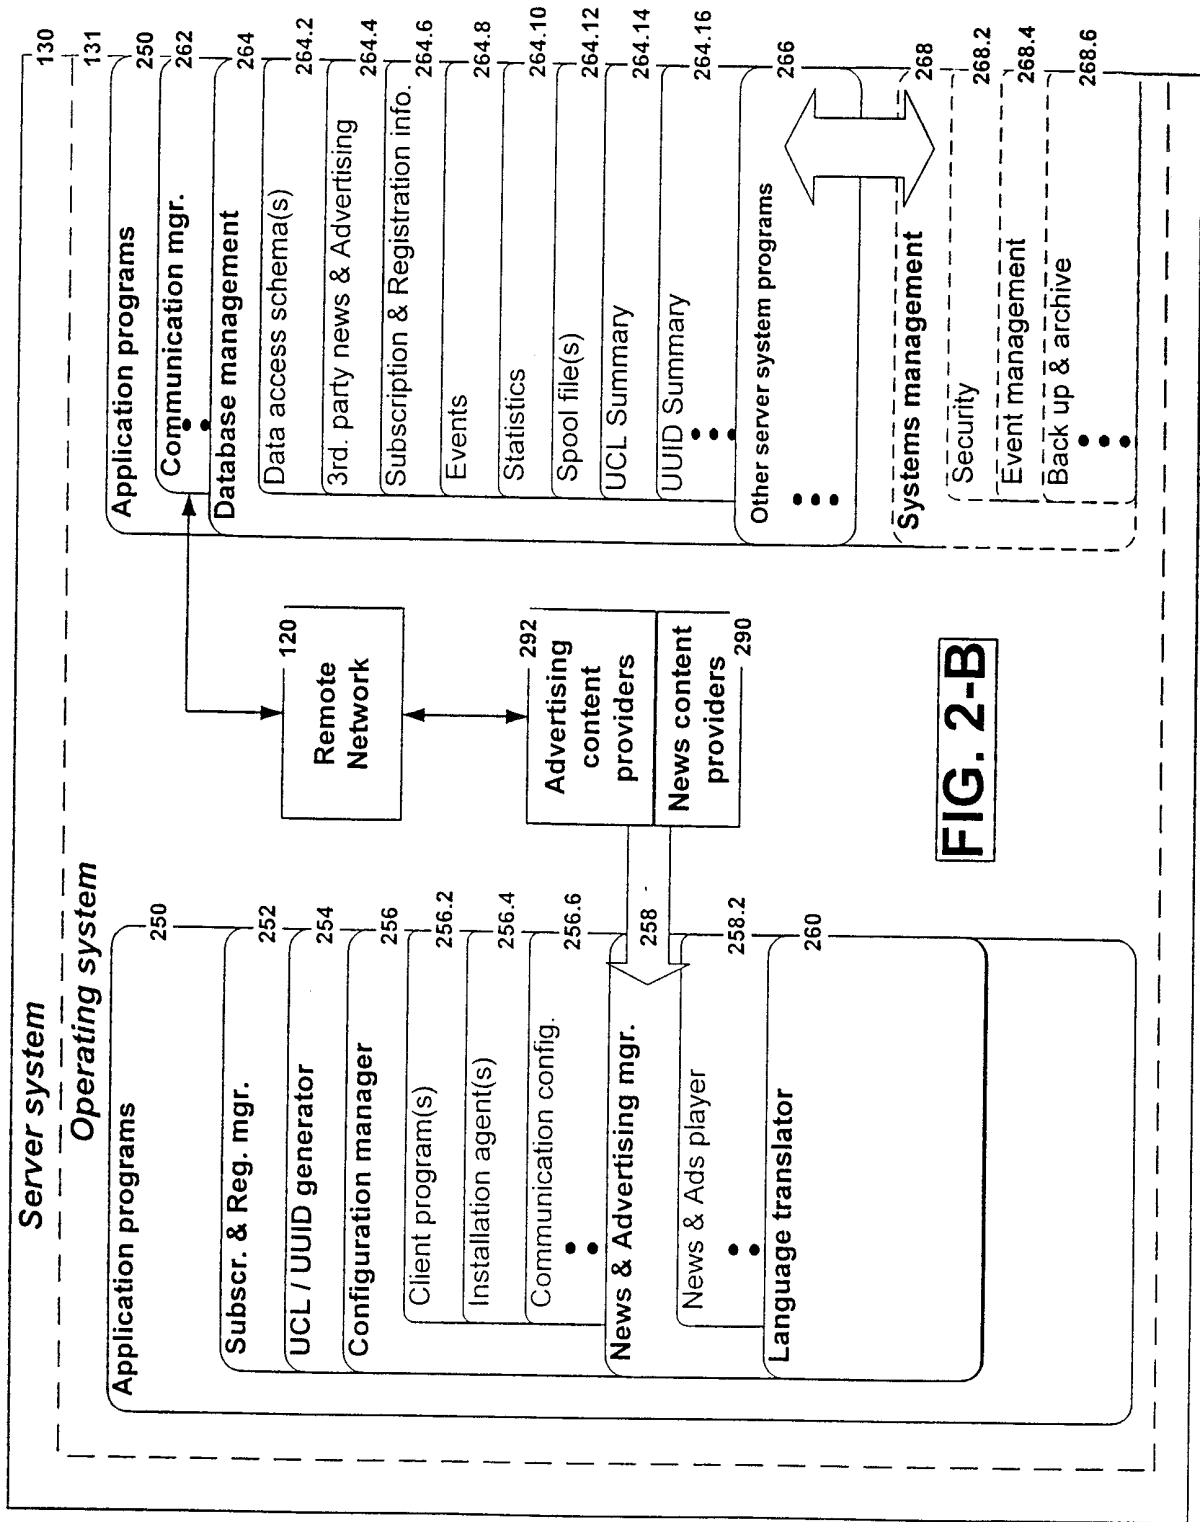 Server system
130
Operating system
131
Application programs
250
Subscr. & Reg. mgr.
252
UCL / UUID generator
254
Configuration manager
256
Client program(s)
256.2
Installation agent(s)
256.4
Communication config.
256.6
News & Advertising mgr.
258
News & Ads player
258.2
Language translator
260
Remote
Network
120
Advertising
content
providers
292
News content
providers
290
Application programs
250
Communication mgr.
262
Database management
264
Data access schema(s)
264.2
3rd. party news & Advertising
264.4
Subscription & Registration info.
264.6
Events
264.8
Statistics
264.10
Spool file(s)
264.12
UCL Summary
264.14
UUID Summary
264.16
Other server system programs
266
Systems management
268
Security
268.2
Event management
268.4
Back up & archive
268.6
FIG. 2-B